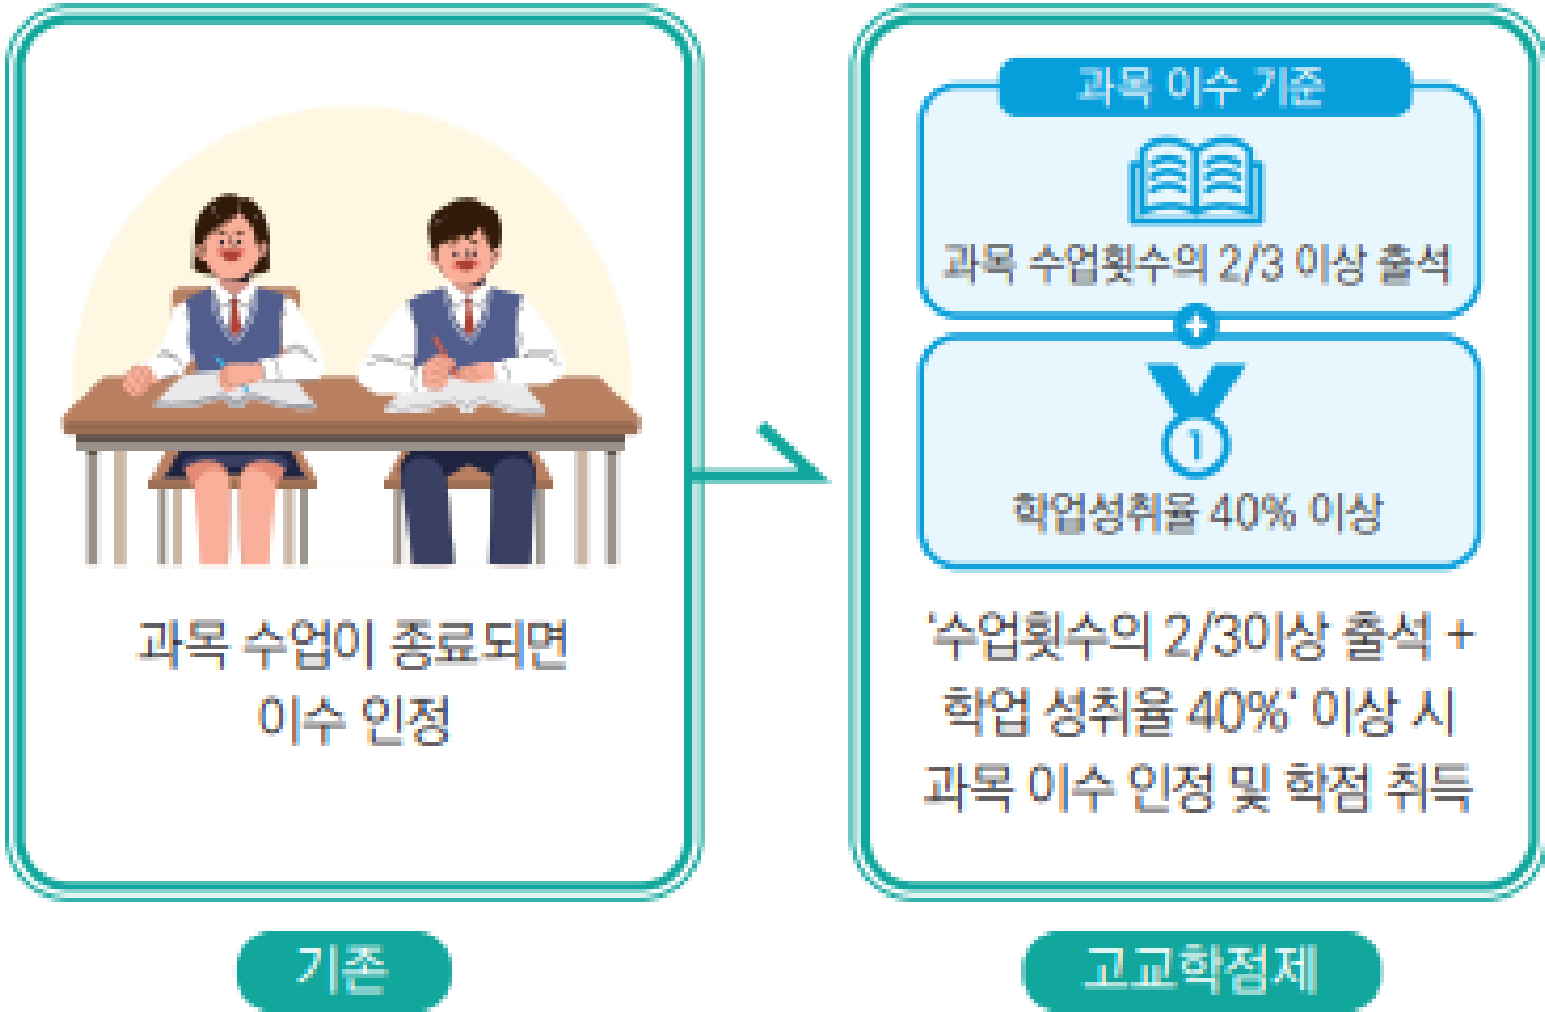 과목 수업이 종료되면
이수 인정
기존
과목 이수 기준
과목 수업횟수의 2/3 이상 출석
+
1
학업성취율 40% 이상
'수업횟수의 2/3이상 출석 +
학업 성취율 40%' 이상 시
과목 이수 인정 및 학점 취득
고교학점제